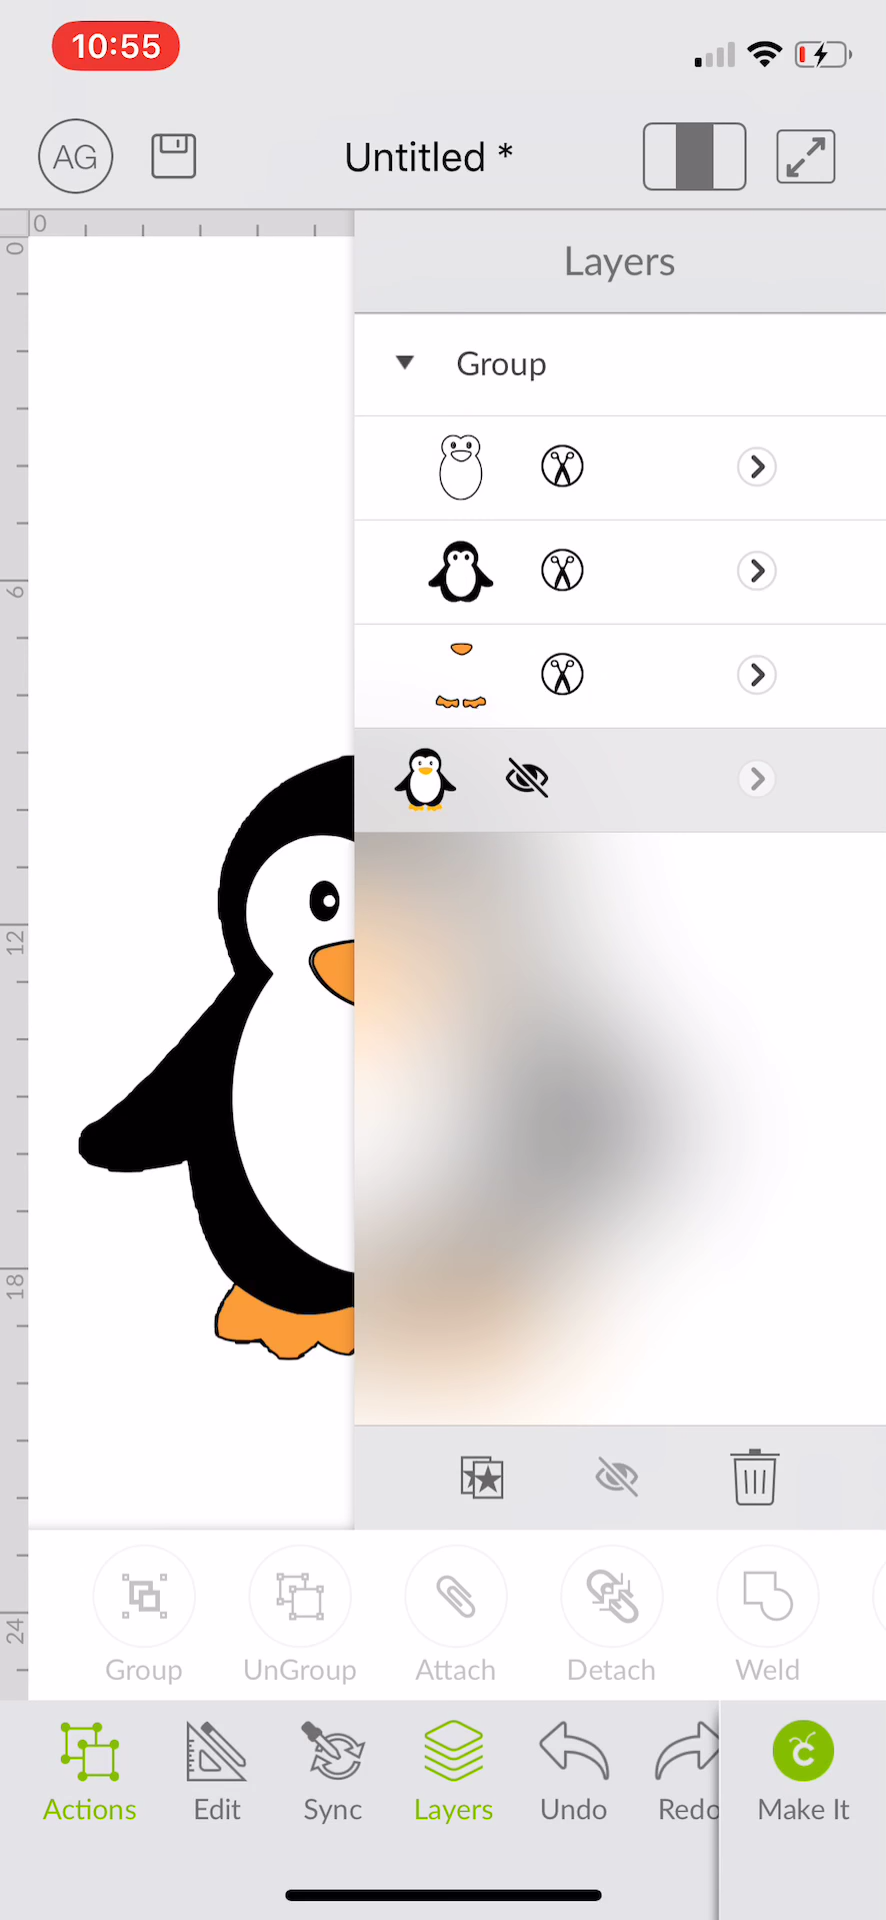 10:55
AG
Untitled *
0
0
6
12
18
24
Layers
Group
Group
UnGroup
Attach
Detach
Weld
Actions
Edit
Sync
Layers
Undo
Redo
Make It